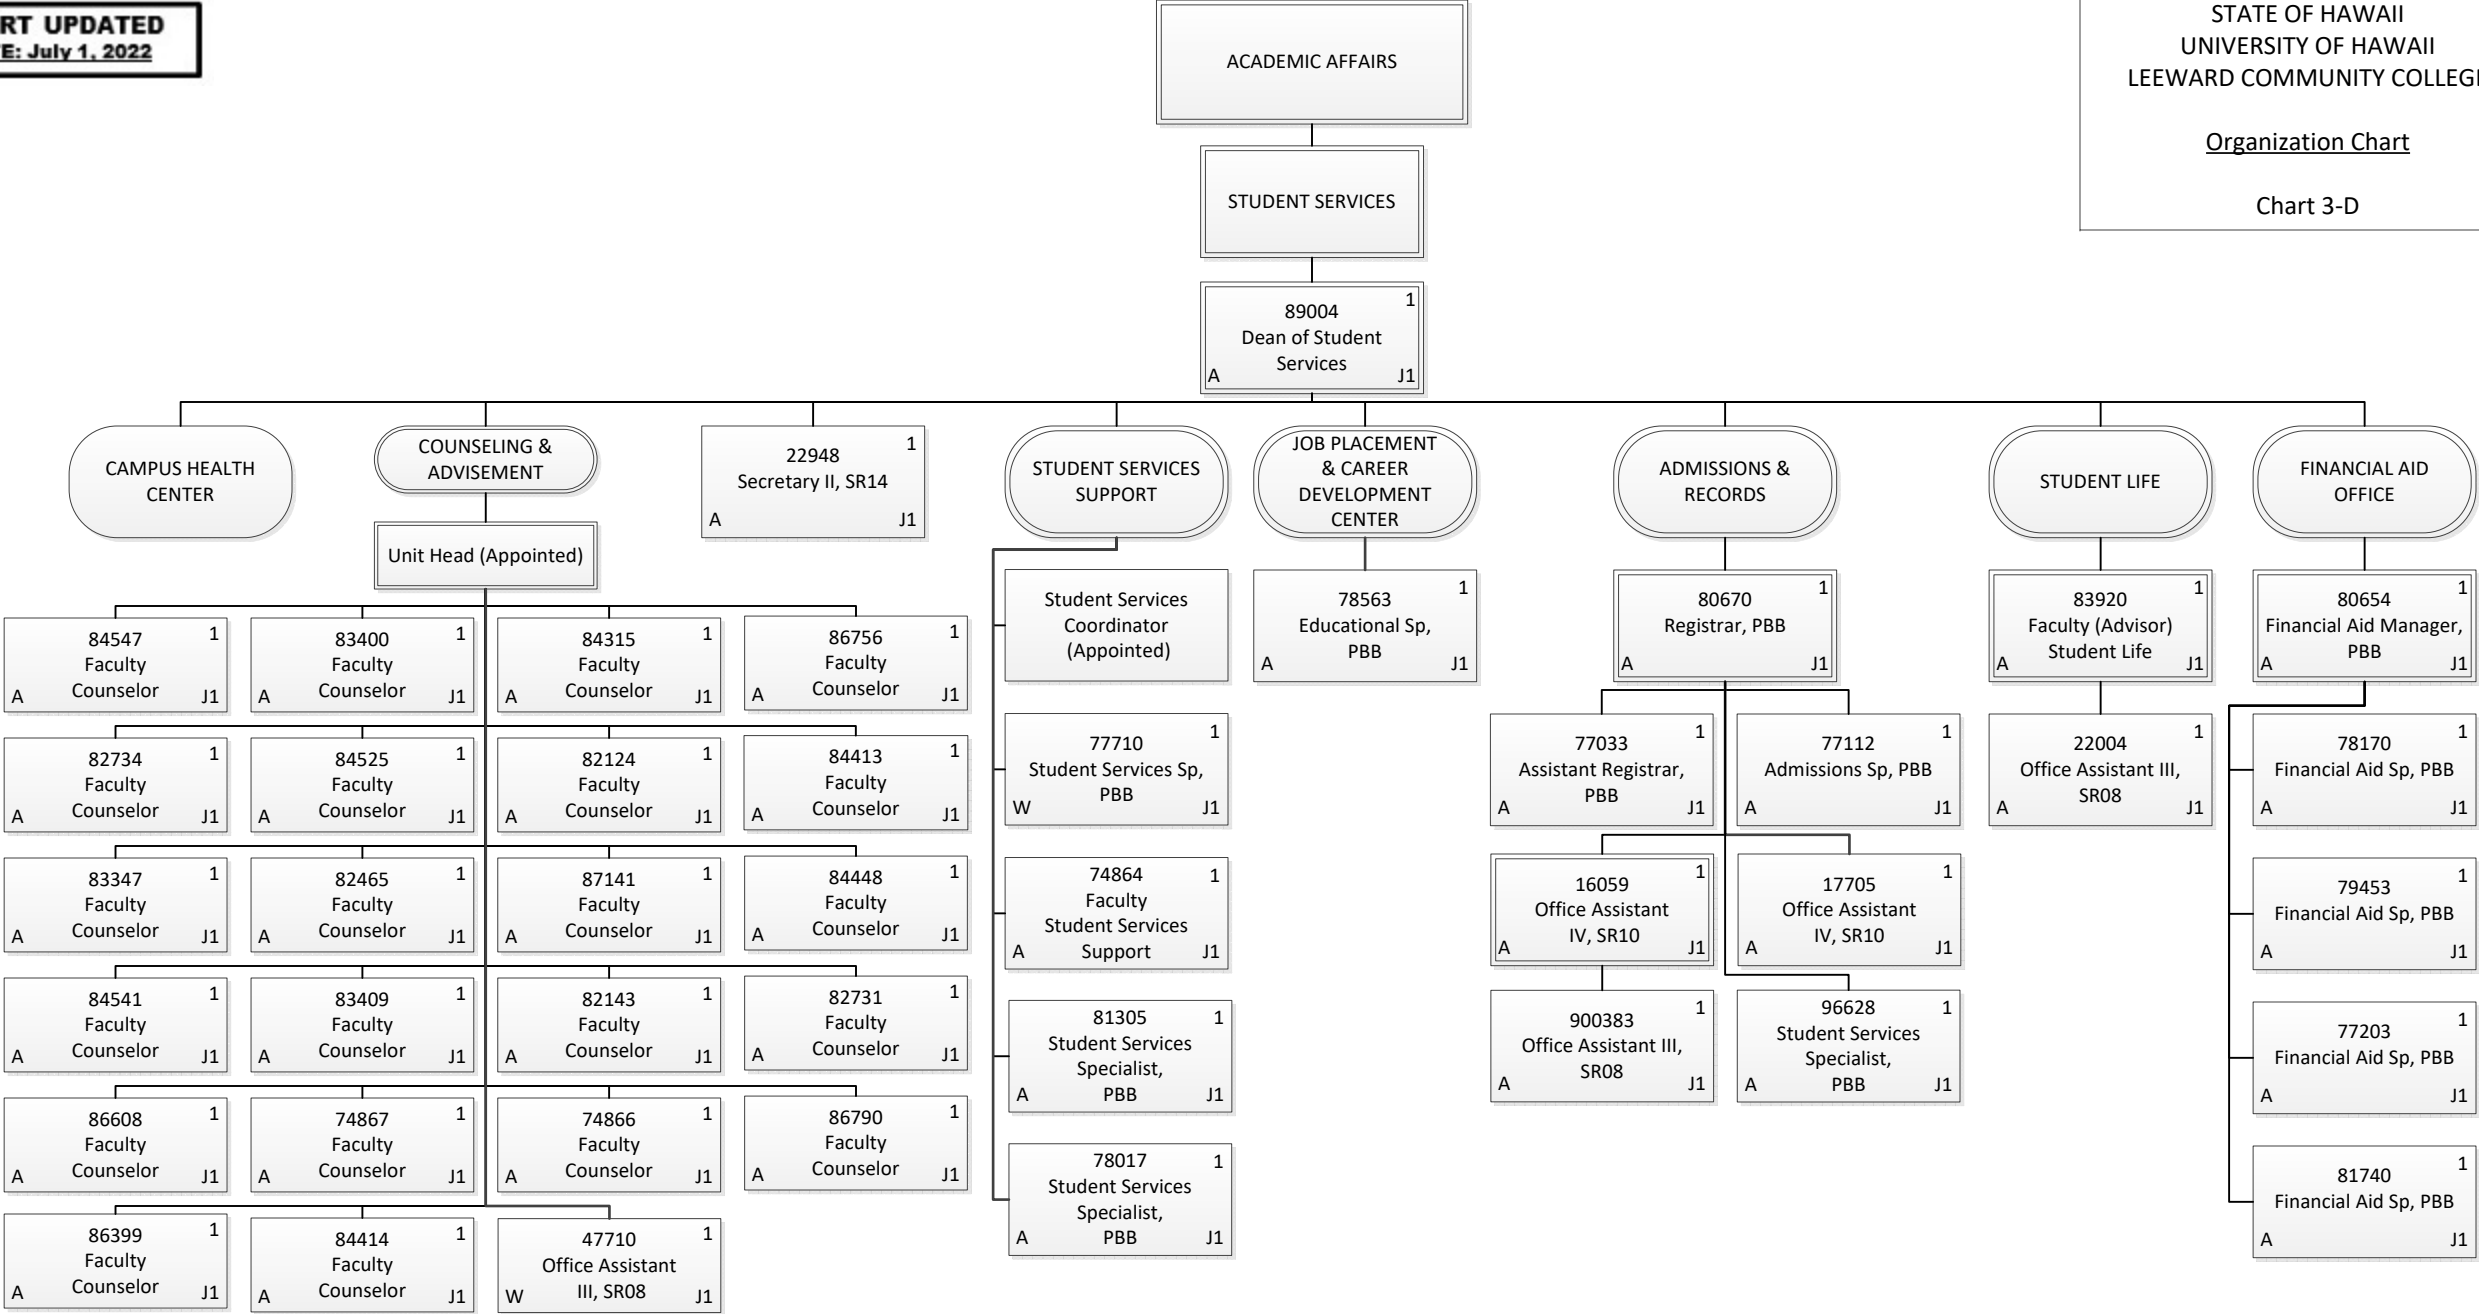 RT UPDATED
E: July 1, 2022
STATE OF HAWAII
UNIVERSITY OF HAWAII
LEEWARD COMMUNITY COLLEGE
Organization Chart
Chart 3-D
ACADEMIC AFFAIRS
STUDENT SERVICES
1
89004
Dean of Student
Services
A J1
CAMPUS HEALTH
CENTER
COUNSELING &
ADVISEMENT
Unit Head (Appointed)
84547 1
Faculty
Counselor
A J1
83400 1
Faculty
Counselor
A J1
84315 1
Faculty
Counselor
A J1
86756 1
Faculty
Counselor
A J1
82734 1
Faculty
Counselor
A J1
84525 1
Faculty
Counselor
A J1
82124 1
Faculty
Counselor
A J1
84413 1
Faculty
Counselor
A J1
83347 1
Faculty
Counselor
A J1
82465 1
Faculty
Counselor
A J1
87141 1
Faculty
Counselor
A J1
84448 1
Faculty
Counselor
A J1
84541 1
Faculty
Counselor
A J1
83409 1
Faculty
Counselor
A J1
82143 1
Faculty
Counselor
A J1
82731 1
Faculty
Counselor
A J1
86608 1
Faculty
Counselor
A J1
74867 1
Faculty
Counselor
A J1
74866 1
Faculty
Counselor
A J1
86790 1
Faculty
Counselor
A J1
86399 1
Faculty
Counselor
A J1
84414 1
Faculty
Counselor
A J1
47710 1
Office Assistant
III, SR08
W J1
22948 1
Secretary II, SR14
A J1
STUDENT SERVICES
SUPPORT
Student Services
Coordinator
(Appointed)
77710 1
Student Services Sp,
PBB
W J1
74864 1
Faculty
Student Services
Support
A J1
81305 1
Student Services
Specialist,
PBB
A J1
78017 1
Student Services
Specialist,
PBB
A J1
JOB PLACEMENT
& CAREER
DEVELOPMENT
CENTER
78563 1
Educational Sp,
PBB
A J1
ADMISSIONS &
RECORDS
80670 1
Registrar, PBB
A J1
77033 1
Assistant Registrar,
PBB
A J1
77112 1
Admissions Sp, PBB
A J1
16059 1
Office Assistant
IV, SR10
A J1
17705 1
Office Assistant
IV, SR10
A J1
900383 1
Office Assistant III,
SR08
A J1
96628 1
Student Services
Specialist,
PBB
A J1
STUDENT LIFE
83920 1
Faculty (Advisor)
Student Life
A J1
22004 1
Office Assistant III,
SR08
A J1
FINANCIAL AID
OFFICE
80654 1
Financial Aid Manager,
PBB
A J1
78170 1
Financial Aid Sp, PBB
A J1
79453 1
Financial Aid Sp, PBB
A J1
77203 1
Financial Aid Sp, PBB
A J1
81740 1
Financial Aid Sp, PBB
A J1